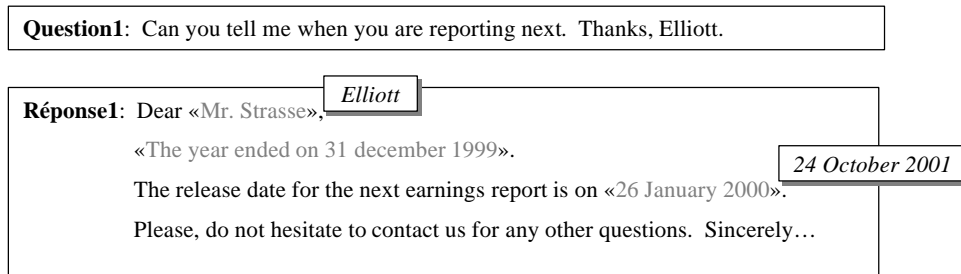 Question1: Can you tell me when you are reporting next. Thanks, Elliott.
Elliott
Réponse1: Dear «Mr. Strasse»,
«The year ended on 31 december 1999».
24 October 2001
The release date for the next earnings report is on «26 January 2000».
Please, do not hesitate to contact us for any other questions. Sincerely…